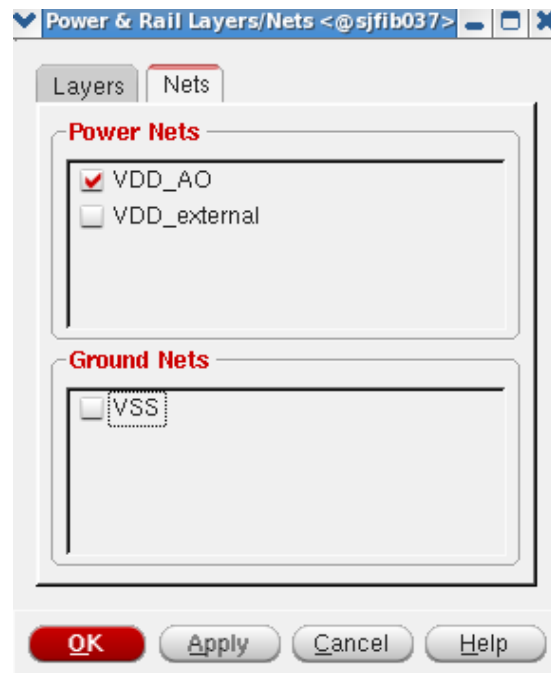 Power & Rail Layers/Nets <@sjfib037>
Layers Nets
Power Nets
VDD_AO
VDD_external
Ground Nets
VSS
OK Apply Cancel Help